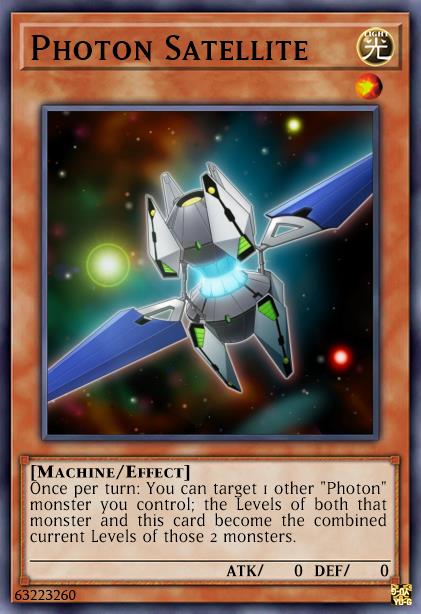 Photon Satellite
LIGHT
光
[Machine/Effect]
Once per turn: You can target 1 other "Photon"
monster you control; the Levels of both that
monster and this card become the combined
current Levels of those 2 monsters.
ATK/ 0 DEF/ 0
63223260